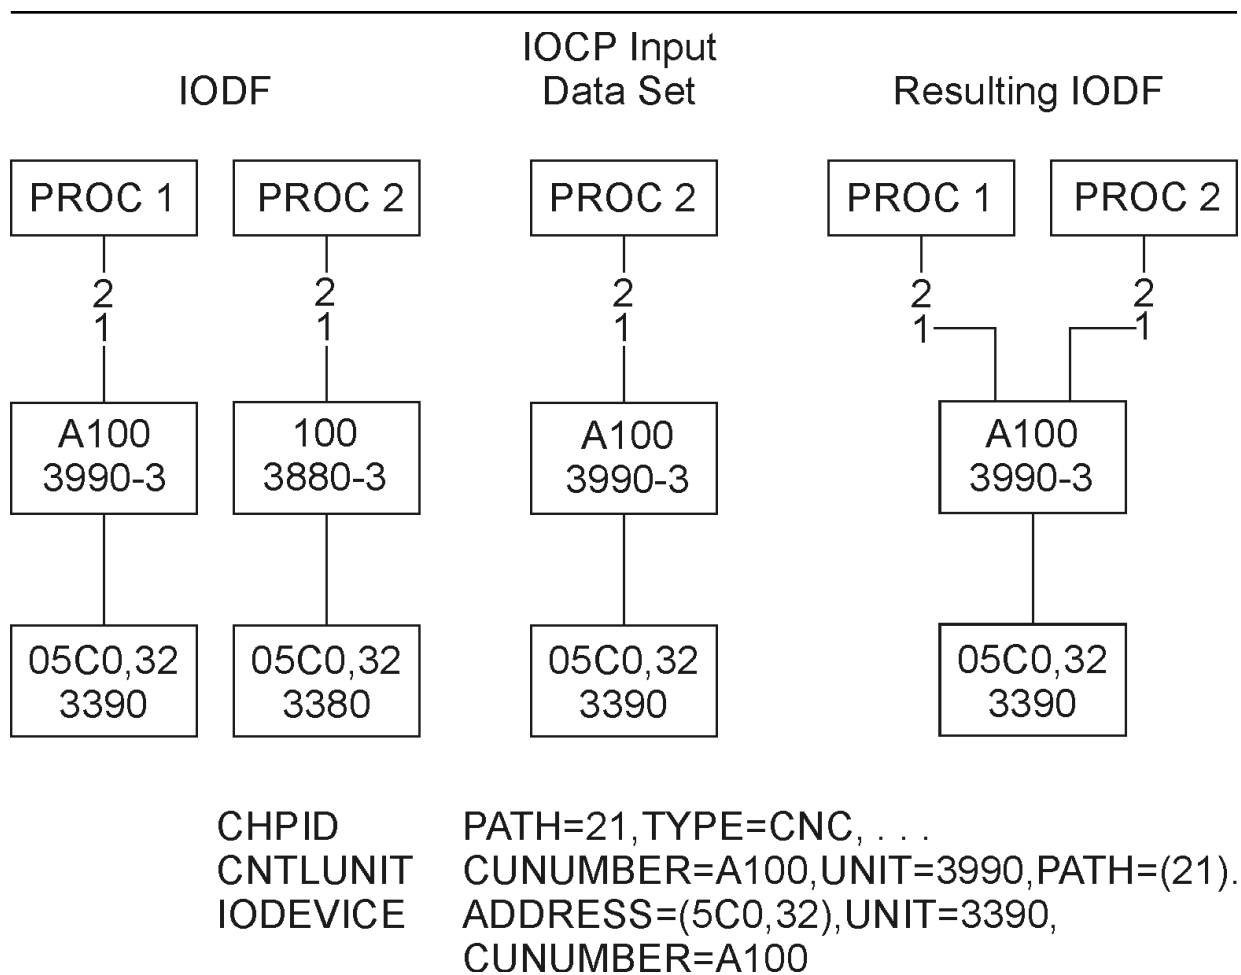 IODF
IOCP Input
Data Set
Resulting IODF
PROC 1
PROC 2
PROC 2
PROC 1
PROC 2
2
1
2
1
2
1
2
1
2
1
A100
3990-3
100
3880-3
A100
3990-3
A100
3990-3
05C0,32
3390
05C0,32
3380
05C0,32
3390
05C0,32
3390
CHPID PATH=21,TYPE=CNC, . . .
CNTLUNIT CUNUMBER=A100,UNIT=3990,PATH=(21).
IODEVICE ADDRESS=(5C0,32),UNIT=3390,
CUNUMBER=A100